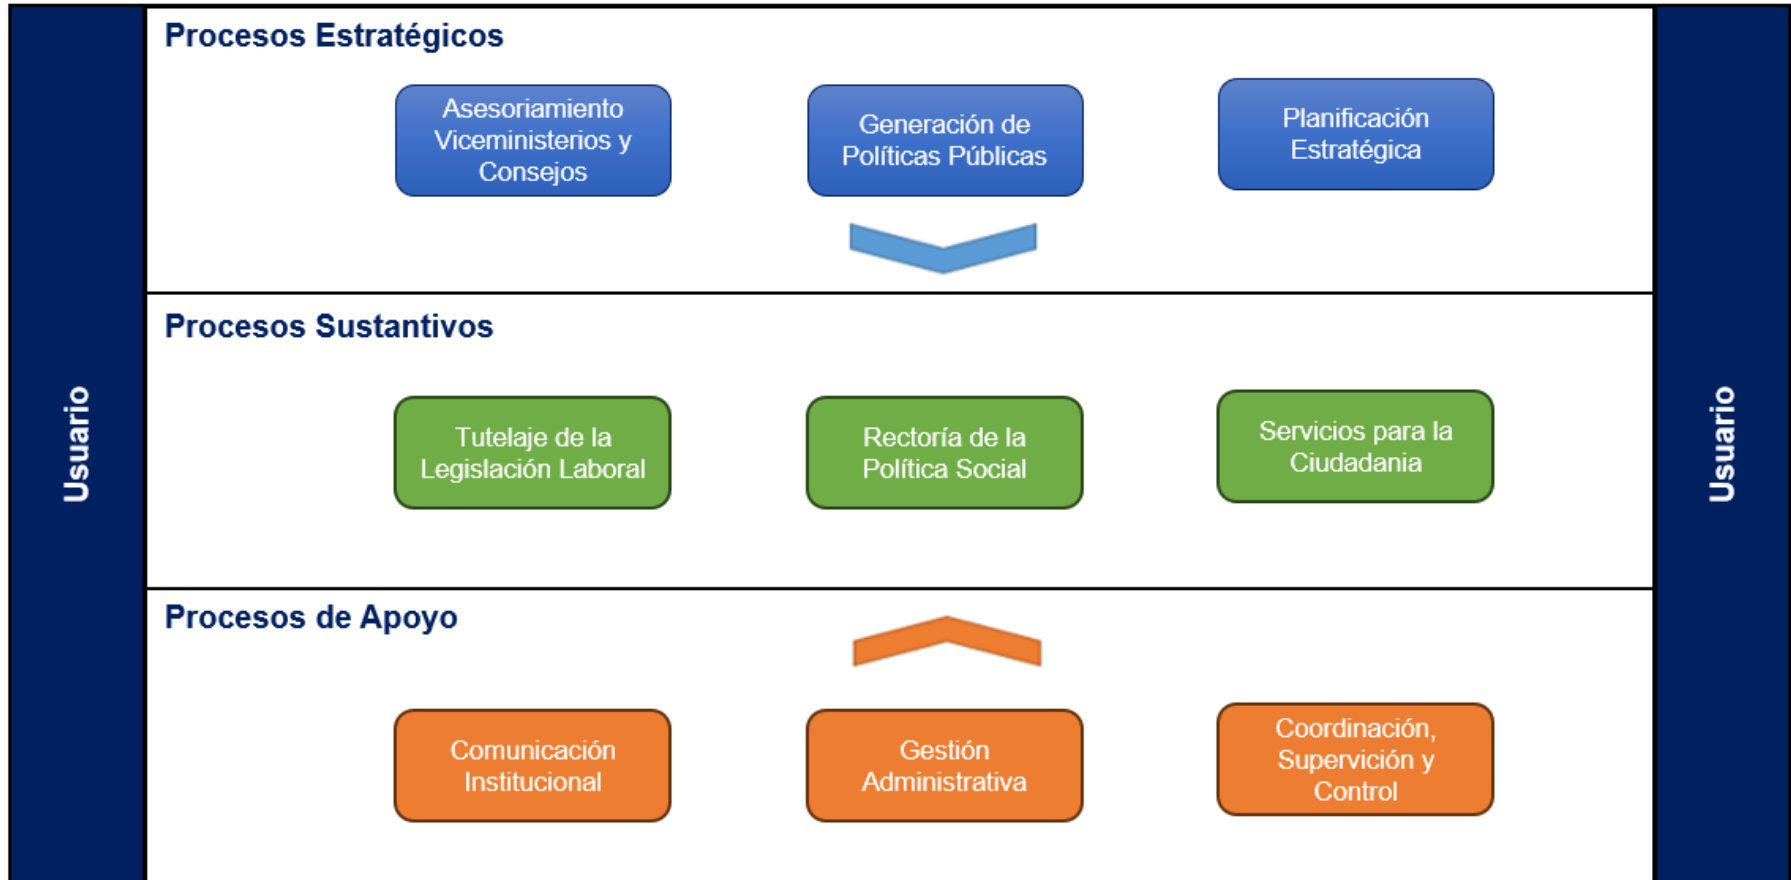 Procesos Estratégicos
Asesoriamiento
Viceministerios y
Consejos
Generación de
Políticas Públicas
Planificación
Estratégica
Procesos Sustantivos
Usuario
Tutelaje de la
Legislación Laboral
Rectoría de la
Política Social
Servicios para la
Ciudadania
Usuario
Procesos de Apoyo
Comunicación
Institucional
Gestión
Administrativa
Coordinación,
Supervición y
Control